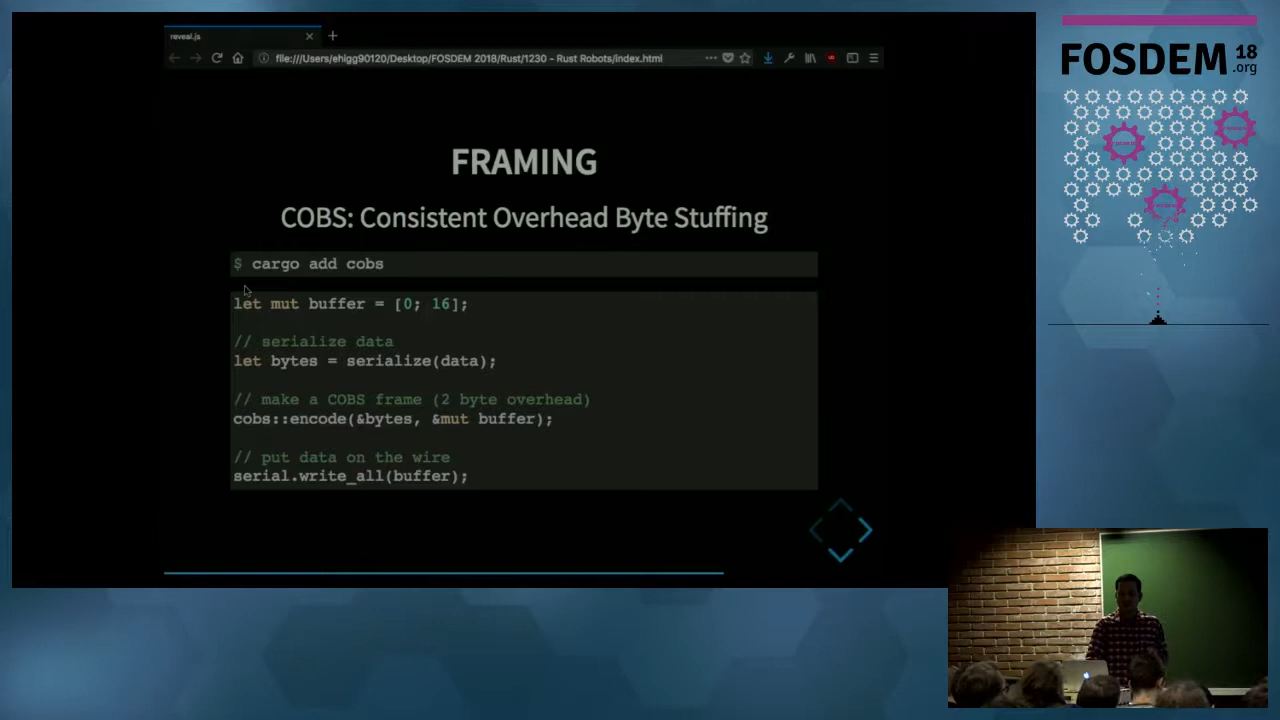 reveal.js
file:///Users/ehigg90120/Desktop/FOSDEM 2018/Rust/1230 - Rust Robots/index.html
FRAMING
COBS: Consistent Overhead Byte Stuffing
$ cargo add cobs
let mut buffer = [0; 16];
// serialize data
let bytes = serialize(data);
// make a COBS frame (2 byte overhead)
cobs::encode(&bytes, &mut buffer);
// put data on the wire
serial.write_all(buffer);
FOSDEM 18
.org